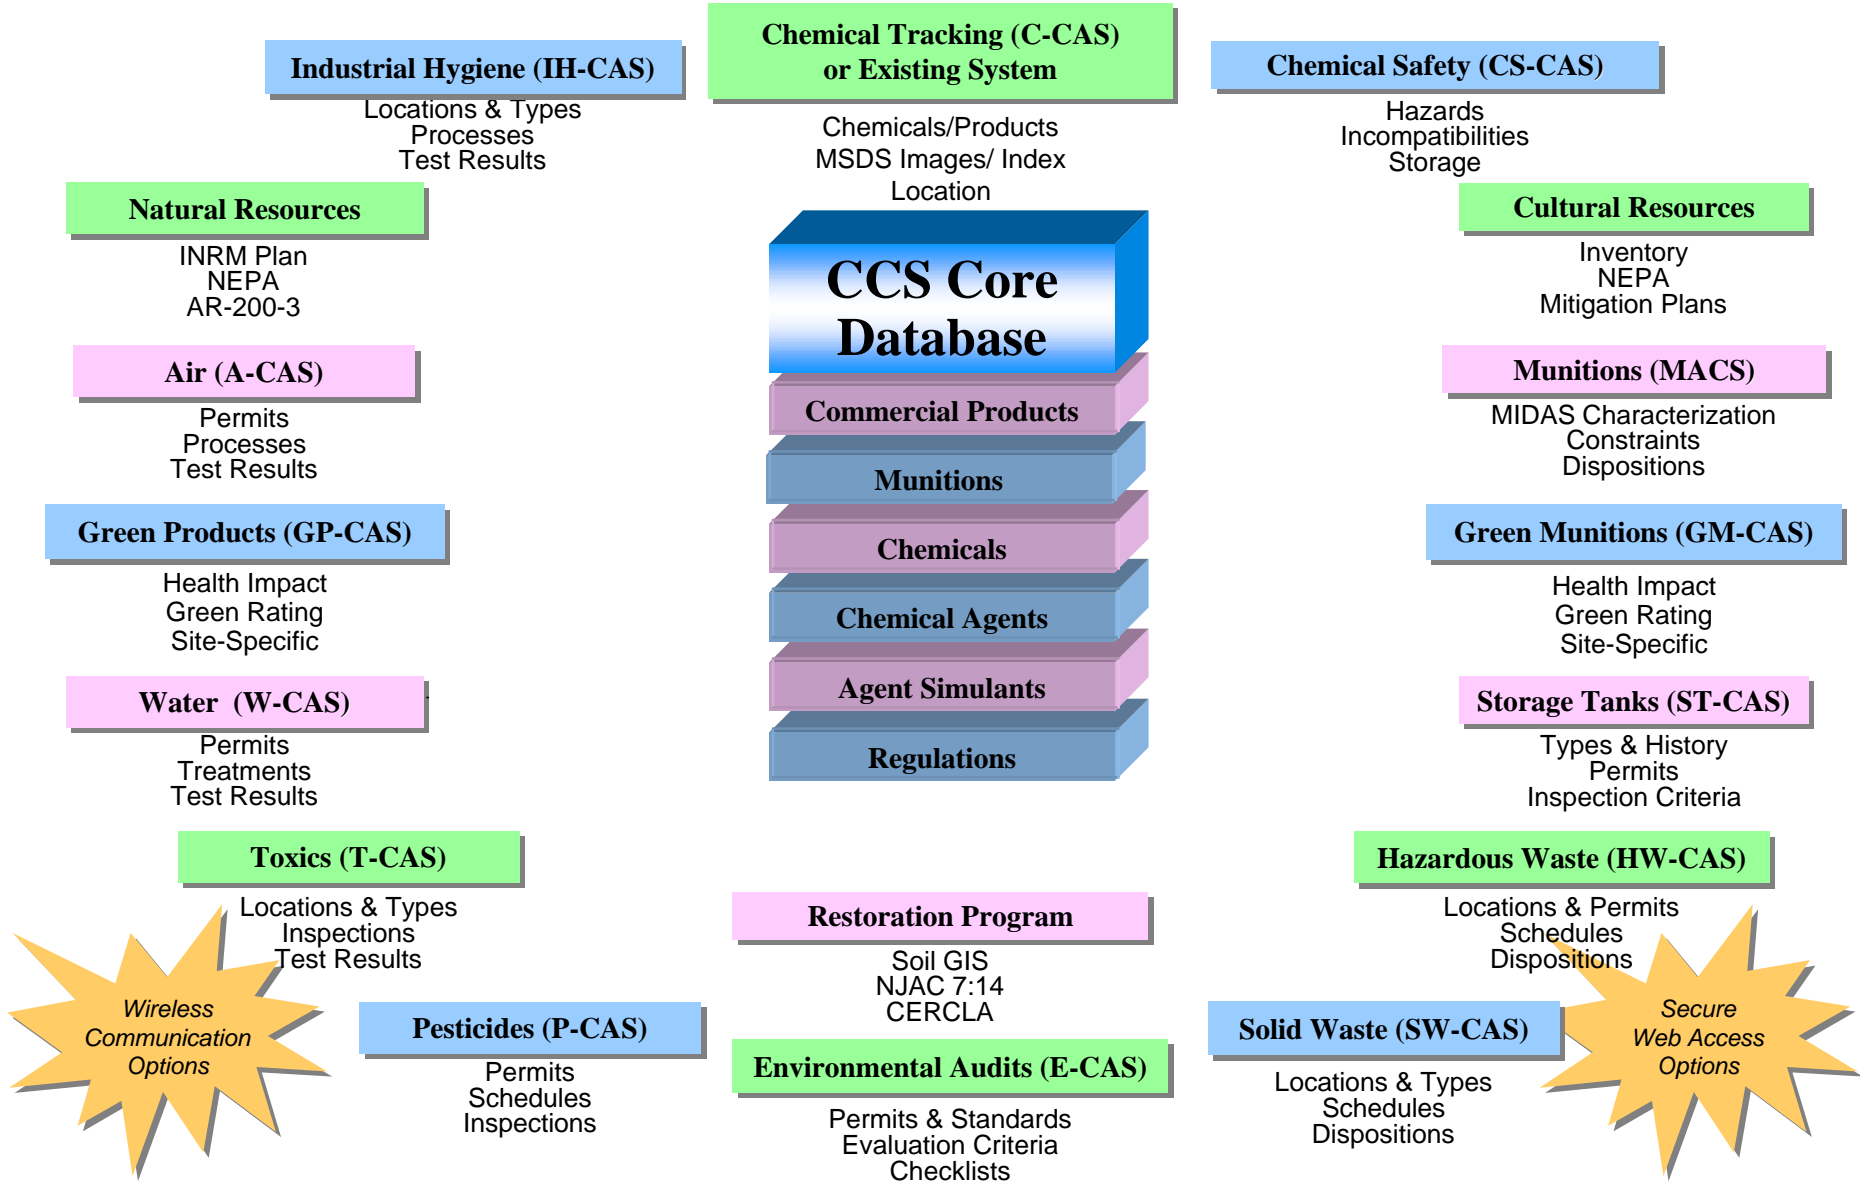 Industrial Hygiene (IH-CAS)
Locations & Types
Processes
Test Results
Chemical Tracking (C-CAS)
or Existing System
Chemicals/Products
MSDS Images/ Index
Location
Chemical Safety (CS-CAS)
Hazards
Incompatibilities
Storage
Natural Resources
INRM Plan
NEPA
AR-200-3
Cultural Resources
Inventory
NEPA
Mitigation Plans
CCS Core
Database
Commercial Products
Munitions
Chemicals
Chemical Agents
Agent Simulants
Regulations
Air (A-CAS)
Permits
Processes
Test Results
Munitions (MACS)
MIDAS Characterization
Constraints
Dispositions
Green Products (GP-CAS)
Health Impact
Green Rating
Site-Specific
Green Munitions (GM-CAS)
Health Impact
Green Rating
Site-Specific
Water (W-CAS)
Permits
Treatments
Test Results
Storage Tanks (ST-CAS)
Types & History
Permits
Inspection Criteria
Toxics (T-CAS)
Locations & Types
Inspections
Test Results
Hazardous Waste (HW-CAS)
Locations & Permits
Schedules
Dispositions
Restoration Program
Soil GIS
NJAC 7:14
CERCLA
Wireless
Communication
Options
Pesticides (P-CAS)
Permits
Schedules
Inspections
Environmental Audits (E-CAS)
Permits & Standards
Evaluation Criteria
Checklists
Solid Waste (SW-CAS)
Locations & Types
Schedules
Dispositions
Secure
Web Access
Options